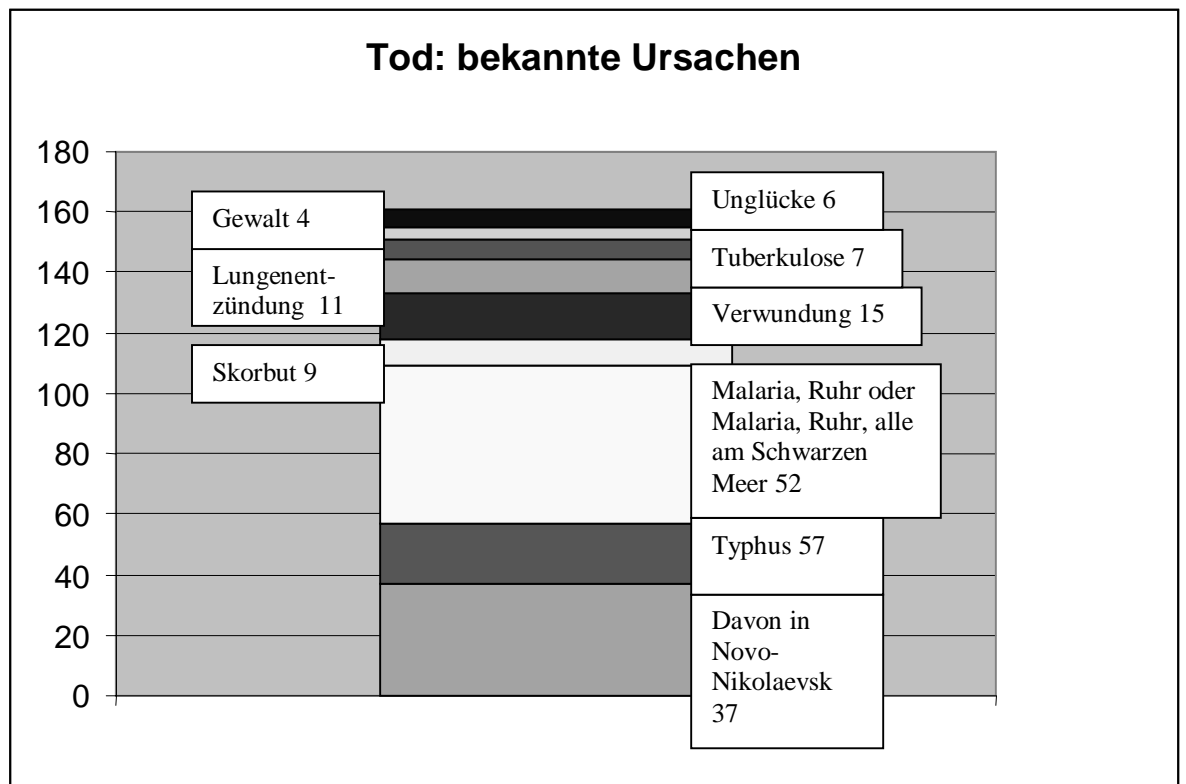 Tod: bekannte Ursachen
180
160
140
120
100
80
60
40
20
0
Gewalt 4
Lungenent-
zündung 11
Skorbut 9
Unglücke 6
Tuberkulose 7
Verwundung 15
Malaria, Ruhr oder
Malaria, Ruhr, alle
am Schwarzen
Meer 52
Typhus 57
Davon in
Novo-
Nikolaevsk
37